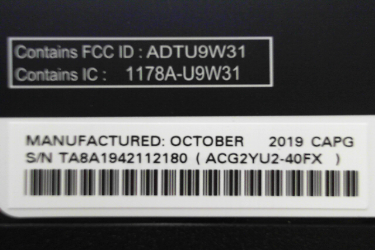 Contains FCC ID : ADTU9W31
Contains IC : 1178A-U9W31
MANUFACTURED: OCTOBER 2019 CAPG
S/N TA8A1942112180 ( ACG2YU2-40FX )